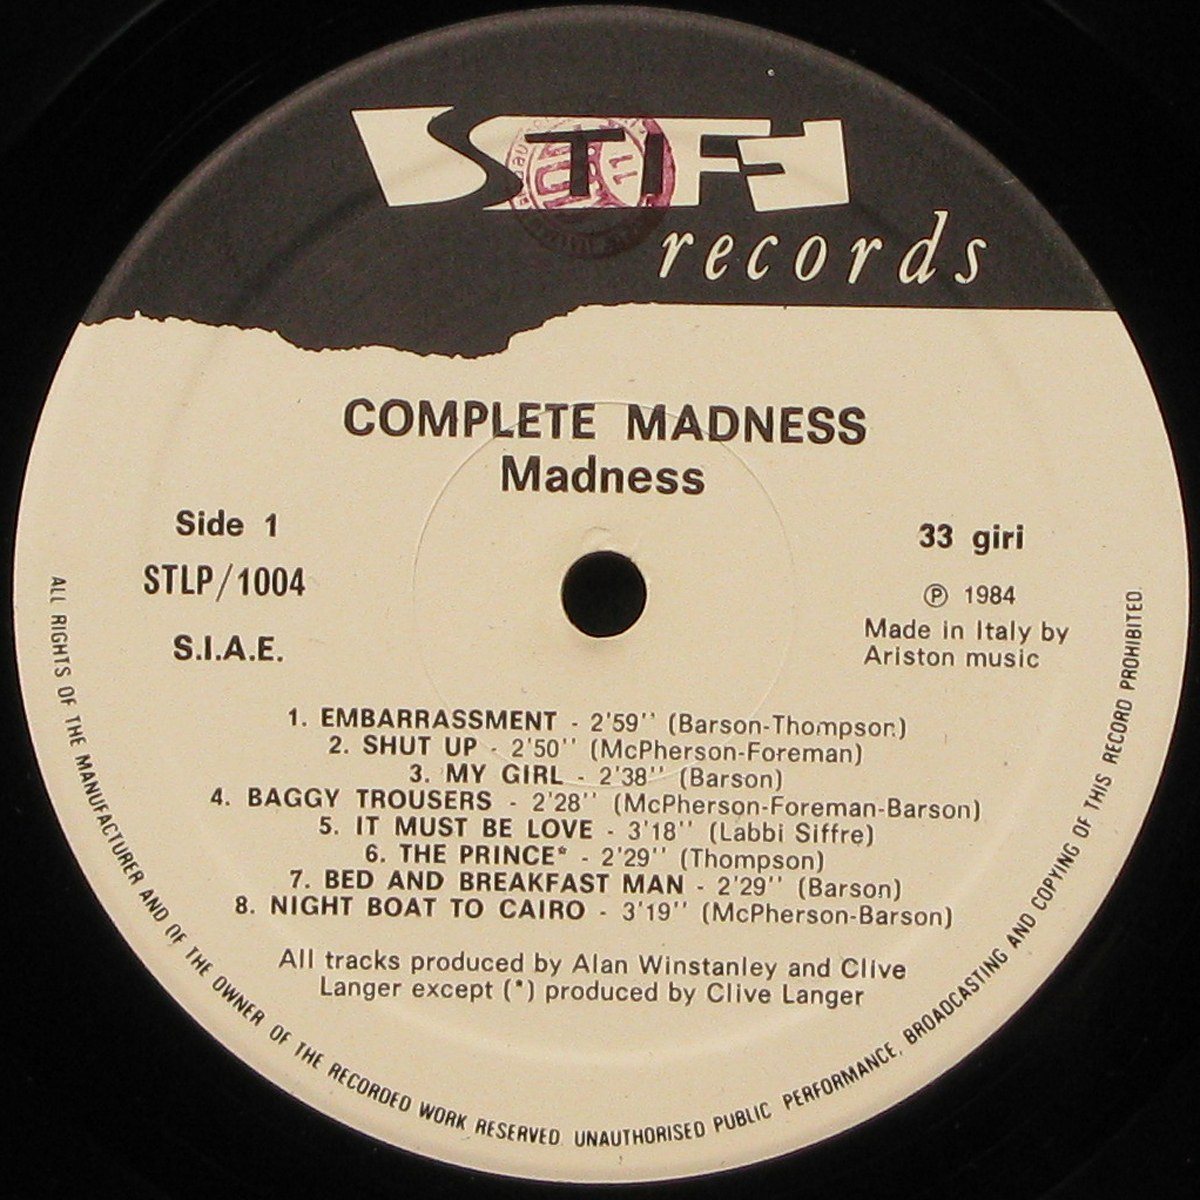 STIFF
records
COMPLETE MADNESS
Madness
Side 1
STLP/1004
S.I.A.E.
33 giri
℗ 1984
Made in Italy by
Ariston music
1. EMBARRASSMENT - 2'59'' (Barson-Thompson)
2. SHUT UP - 2'50'' (McPherson-Foreman)
3. MY GIRL - 2'38'' (Barson)
4. BAGGY TROUSERS - 2'28'' (McPherson-Foreman-Barson)
5. IT MUST BE LOVE - 3'18'' (Labbi Siffre)
6. THE PRINCE* - 2'29'' (Thompson)
7. BED AND BREAKFAST MAN - 2'29'' (Barson)
8. NIGHT BOAT TO CAIRO - 3'19'' (McPherson-Barson)
All tracks produced by Alan Winstanley and Clive
Langer except (*) produced by Clive Langer
ALL RIGHTS OF THE MANUFACTURER AND OF THE OWNER OF THE RECORDED WORK RESERVED. UNAUTHORISED PUBLIC PERFORMANCE, BROADCASTING AND COPYING OF THIS RECORD PROHIBITED.